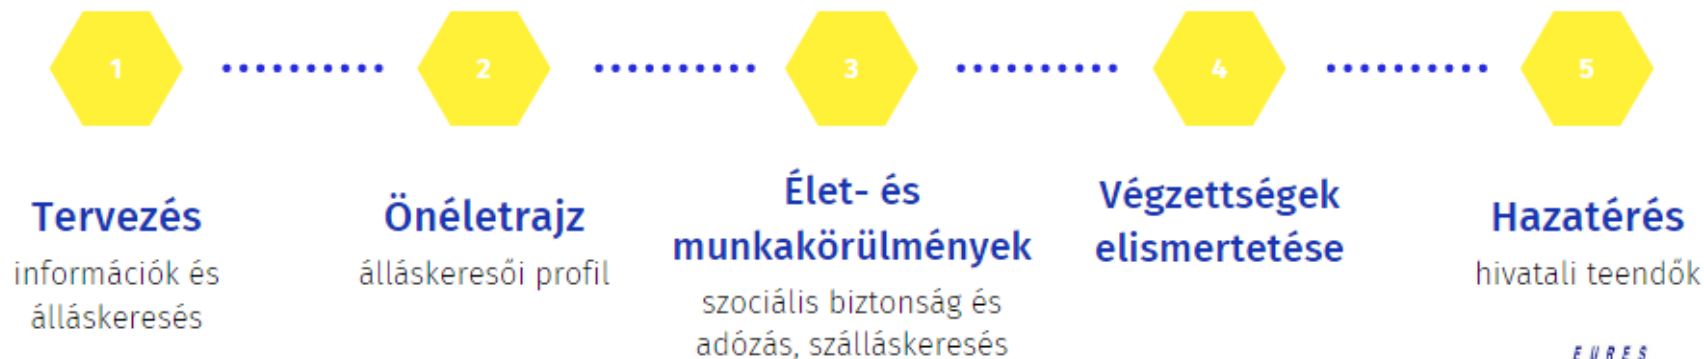 1
2
3
4
5
Tervezés
információk és
álláskeresés
Önéletrajz
álláskeresői profil
Élet- és
munkakörülmények
szociális biztonság és
adózás, szálláskeresés
Végzettségek
elismertetése
Hazatérés
hivatali teendők
EURES